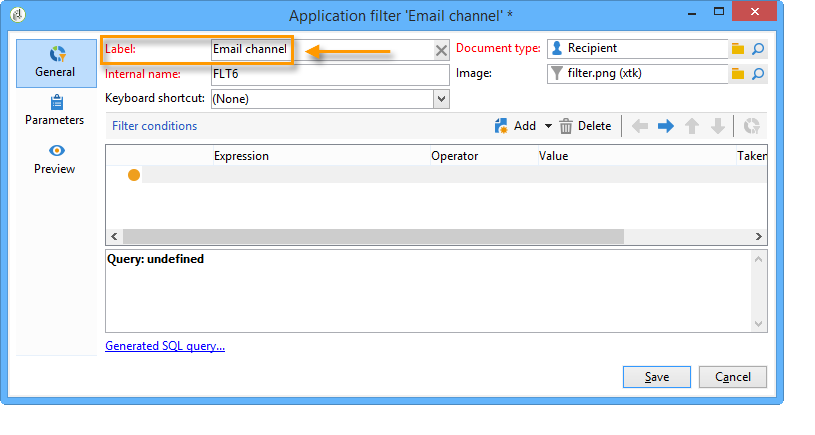 Application filter 'Email channel' *
General
Parameters
Preview
Label: Email channel Document type: Recipient
Internal name: FLT6 Image: filter.png (xtk)
Keyboard shortcut: (None)
Filter conditions Add Delete
Expression Operator Value Taken
Query: undefined
Generated SQL query...
Save Cancel